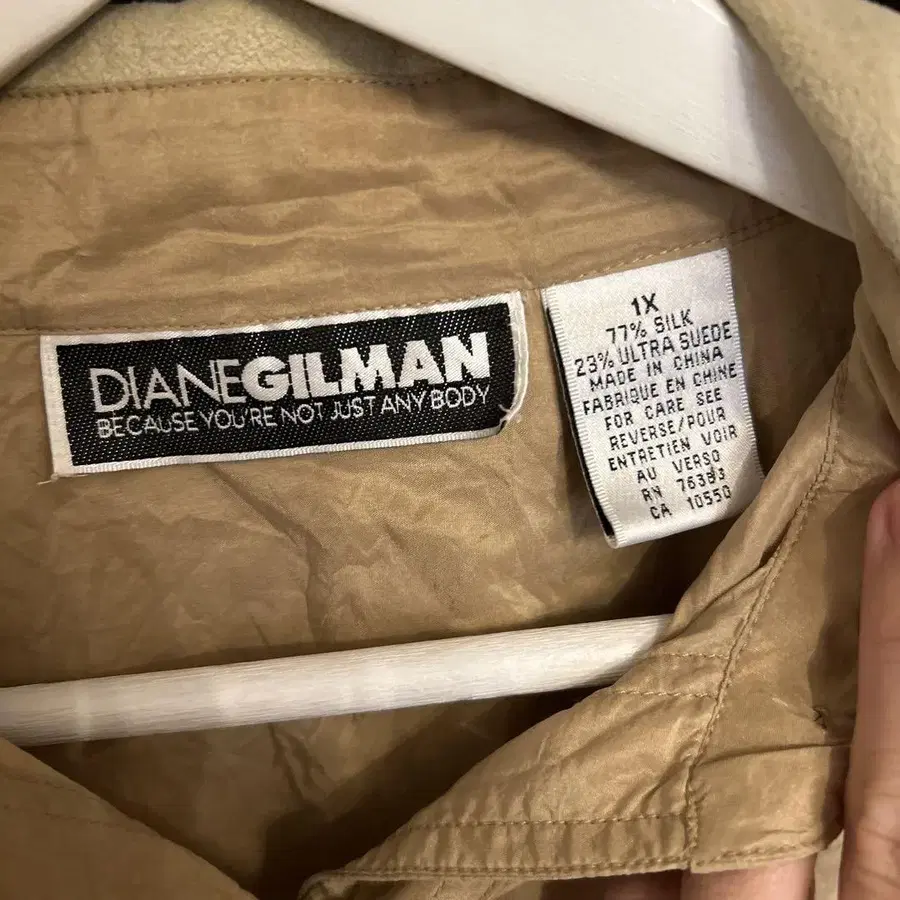 DIANEGILMAN
BECAUSE YOU'RE NOT JUST ANY BODY
1X
77% SILK
23% ULTRA SUEDE
MADE IN CHINA
FABRIQUE EN CHINE
FOR CARE SEE
REVERSE/POUR
ENTRETIEN VOIR
AU VERSO
RN 76383
CA 10550